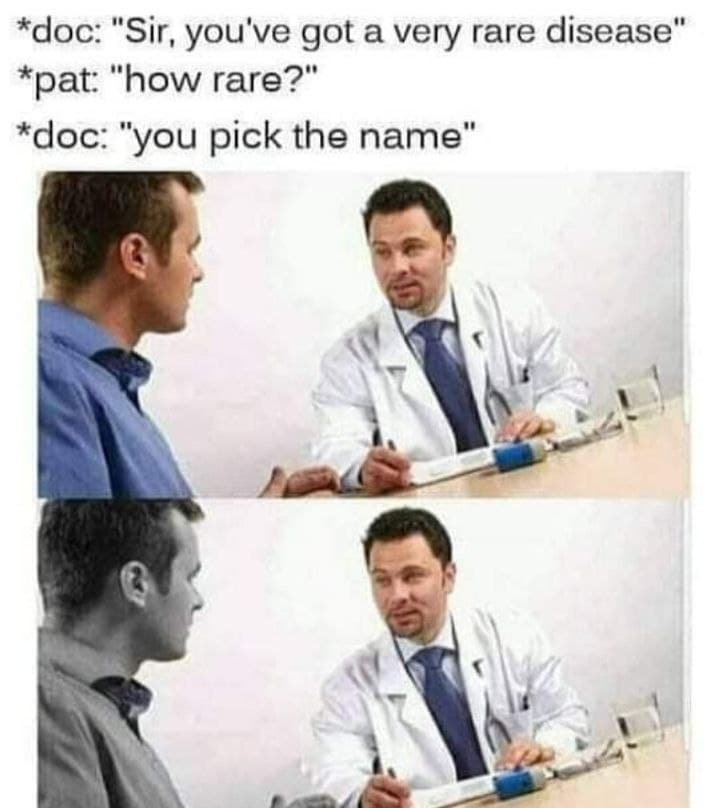 *doc: "Sir, you've got a very rare disease"
*pat: "how rare?"
*doc: "you pick the name"